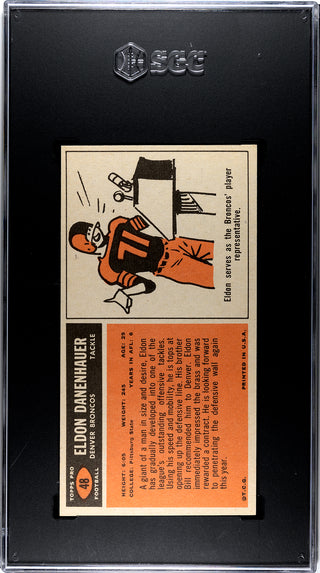 SGC
TOPPS PRO
48
FOOTBALL
ELDON DANENHAUER
DENVER BRONCOS TACKLE
HEIGHT: 6:05 WEIGHT: 245 AGE: 29
COLLEGE: Pittsburg State YEARS IN AFL: 6
A giant of a man in size and desire, Eldon
has gradually developed into one of the
league's outstanding offensive tackles.
Using his speed and mobility, he is tops at
opening up the defensive line. His brother
Bill recommended him to Denver. Eldon
immediately impressed the brass and was
rewarded a contract. He is looking forward
to penetrating the defensive wall again
this year.
©T.C.G. PRINTED IN U.S.A.
71
Eldon serves as the Broncos' player
representative.